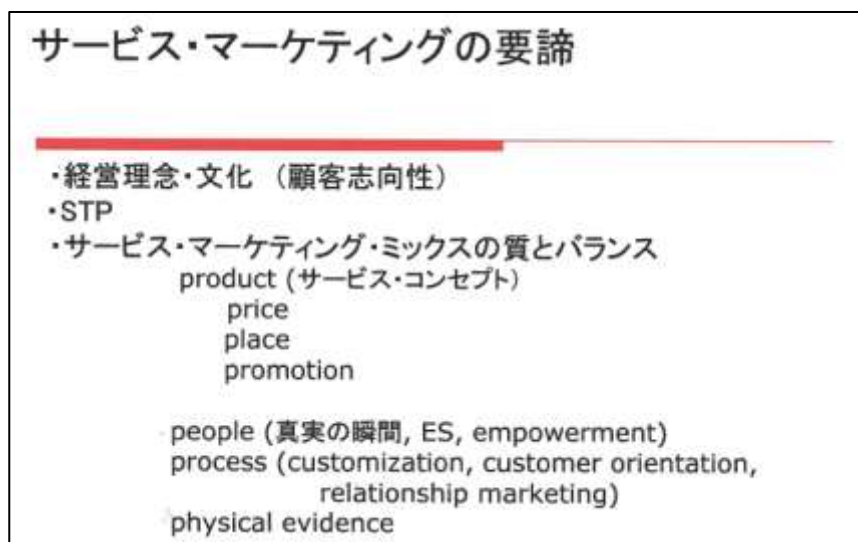 サービス・マーケティングの要諦
・経営理念・文化 （顧客志向性）
・STP
・サービス・マーケティング・ミックスの質とバランス
product (サービス・コンセプト）
price
place
promotion
people (真実の瞬間, ES, empowerment)
process (customization, customer orientation,
relationship marketing)
physical evidence